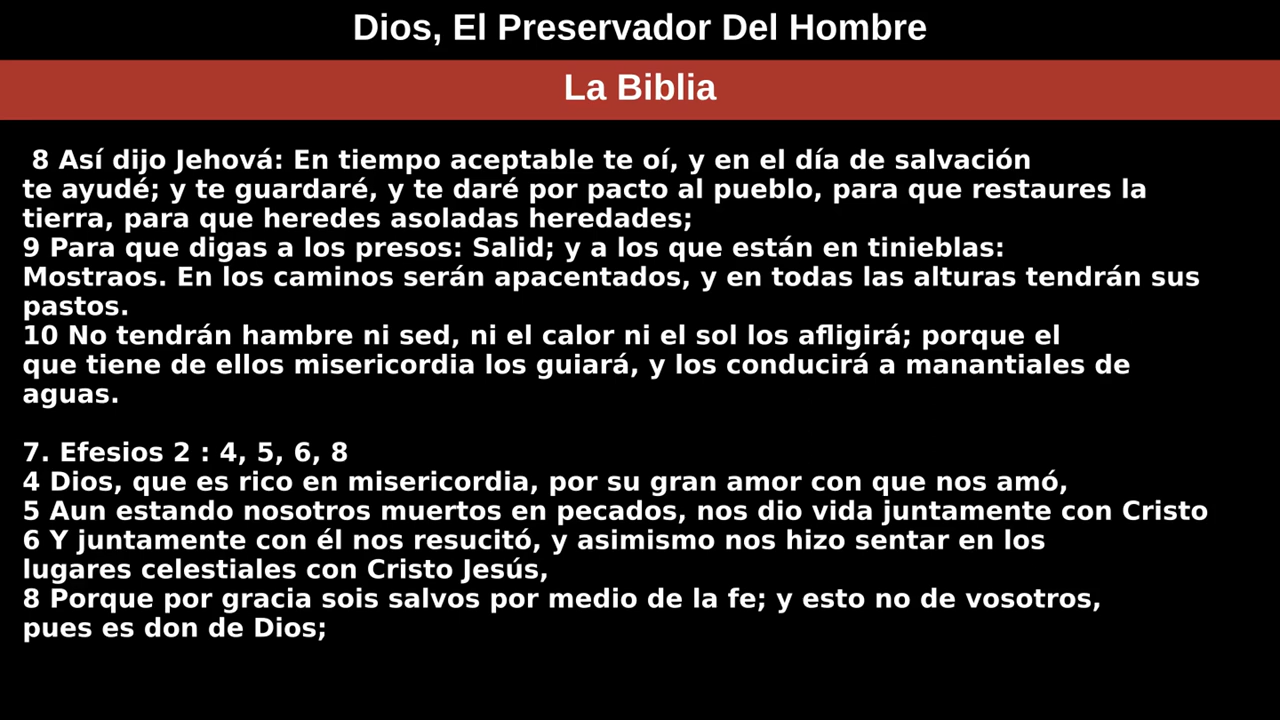 Dios, El Preservador Del Hombre
La Biblia
8 Así dijo Jehová: En tiempo aceptable te oí, y en el día de salvación
te ayudé; y te guardaré, y te daré por pacto al pueblo, para que restaures la
tierra, para que heredes asoladas heredades;
9 Para que digas a los presos: Salid; y a los que están en tinieblas:
Mostraos. En los caminos serán apacentados, y en todas las alturas tendrán sus
pastos.
10 No tendrán hambre ni sed, ni el calor ni el sol los afligirá; porque el
que tiene de ellos misericordia los guiará, y los conducirá a manantiales de
aguas.
7. Efesios 2 : 4, 5, 6, 8
4 Dios, que es rico en misericordia, por su gran amor con que nos amó,
5 Aun estando nosotros muertos en pecados, nos dio vida juntamente con Cristo
6 Y juntamente con él nos resucitó, y asimismo nos hizo sentar en los
lugares celestiales con Cristo Jesús,
8 Porque por gracia sois salvos por medio de la fe; y esto no de vosotros,
pues es don de Dios;